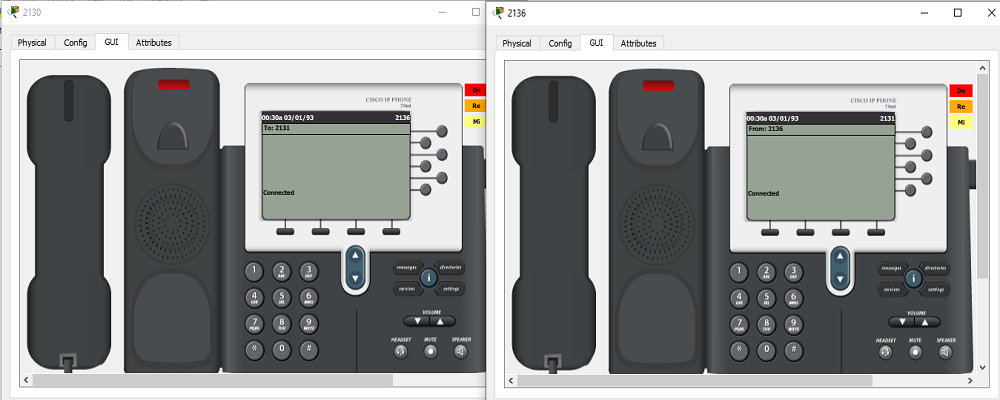 2130
Physical Config GUI Attributes
CISCO IP PHONE
7960
00:30a 03/01/93 2136
To: 2131
Connected
Do
Re
Mi
1 2 ABC 3 DEF
4 GHI 5 JKL 6 MNO
7 PQRS 8 TUV 9 WXYZ
* 0 #
messages directories
i
services settings
VOLUME
HEADSET MUTE SPEAKER
2136
Physical Config GUI Attributes
CISCO IP PHONE
7960
00:30a 03/01/93 2131
From: 2136
Connected
Do
Re
Mi
1 2 ABC 3 DEF
4 GHI 5 JKL 6 MNO
7 PQRS 8 TUV 9 WXYZ
* 0 #
messages directories
i
services settings
VOLUME
HEADSET MUTE SPEAKER